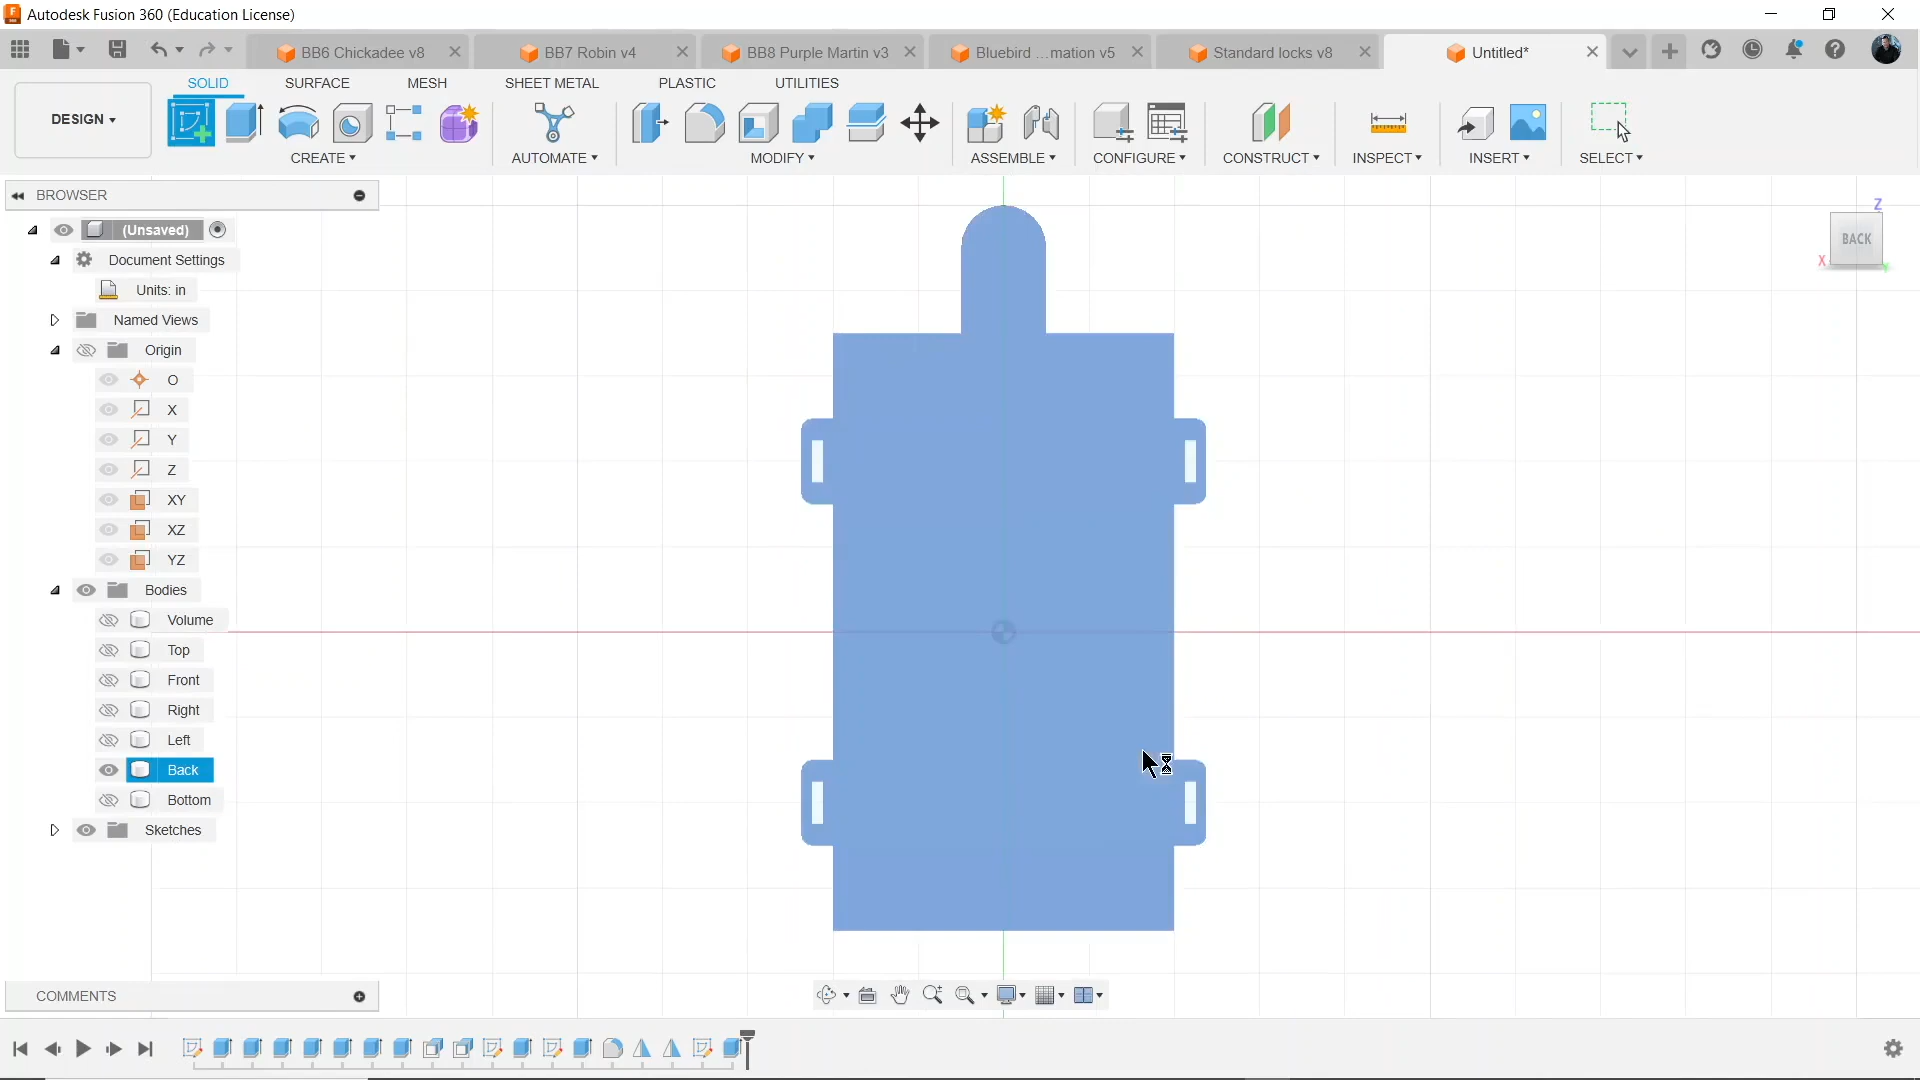 Autodesk Fusion 360 (Education License)
BB6 Chickadee v8
BB7 Robin v4
BB8 Purple Martin v3
Bluebird ...mation v5
Standard locks v8
Untitled*
DESIGN
SOLID
SURFACE
MESH
SHEET METAL
PLASTIC
UTILITIES
CREATE
AUTOMATE
MODIFY
ASSEMBLE
CONFIGURE
CONSTRUCT
INSPECT
INSERT
SELECT
BROWSER
(Unsaved)
Document Settings
Units: in
Named Views
Origin
O
X
Y
Z
XY
XZ
YZ
Bodies
Volume
Top
Front
Right
Left
Back
Bottom
Sketches
Z
BACK
X
Y
COMMENTS